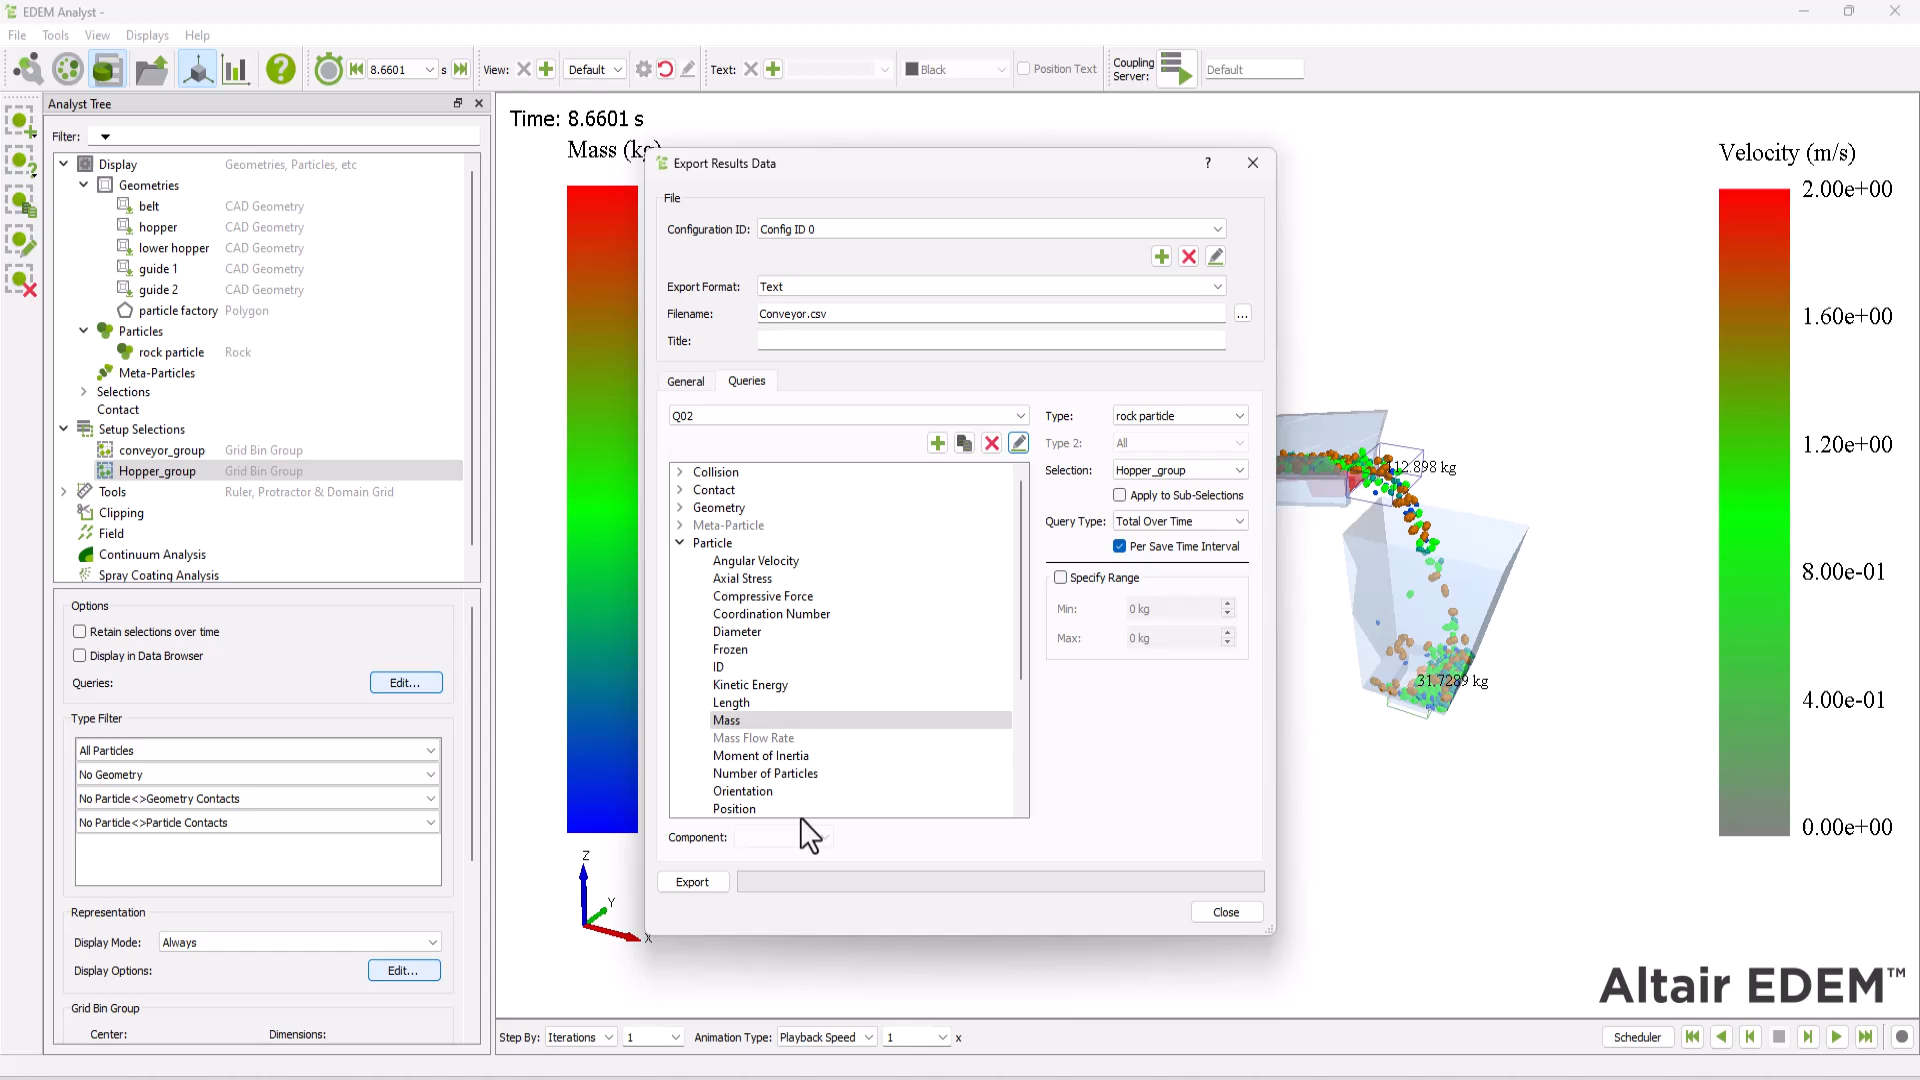 EDEM Analyst -
File Tools View Displays Help
8.6601 s View: Default Text: Black Position Text Coupling Server: Default
Analyst Tree
Filter:
Display Geometries, Particles, etc
Geometries
belt CAD Geometry
hopper CAD Geometry
lower hopper CAD Geometry
guide 1 CAD Geometry
guide 2 CAD Geometry
particle factory Polygon
Particles
rock particle Rock
Meta-Particles
Selections
Contact
Setup Selections
conveyor_group Grid Bin Group
Hopper_group Grid Bin Group
Tools Ruler, Protractor & Domain Grid
Clipping
Field
Continuum Analysis
Spray Coating Analysis
Options
Retain selections over time
Display in Data Browser
Queries: Edit...
Type Filter
All Particles
No Geometry
No Particle<>Geometry Contacts
No Particle<>Particle Contacts
Representation
Display Mode: Always
Display Options: Edit...
Grid Bin Group
Center: Dimensions:
Time: 8.6601 s
Mass (kg)
Export Results Data
?
File
Configuration ID: Config ID 0
Export Format: Text
Filename: Conveyor.csv ...
Title:
General Queries
Q02
Collision
Contact
Geometry
Meta-Particle
Particle
Angular Velocity
Axial Stress
Compressive Force
Coordination Number
Diameter
Frozen
ID
Kinetic Energy
Length
Mass
Mass Flow Rate
Moment of Inertia
Number of Particles
Orientation
Position
Component:
Type: rock particle
Type 2: All
Selection: Hopper_group
Apply to Sub-Selections
Query Type: Total Over Time
Per Save Time Interval
Specify Range
Min: 0 kg
Max: 0 kg
Export
Close
Z
Y
X
112.898 kg
31.7289 kg
Velocity (m/s)
2.00e+00
1.60e+00
1.20e+00
8.00e-01
4.00e-01
0.00e+00
Altair EDEM™
Step By: Iterations 1 Animation Type: Playback Speed 1 x Scheduler